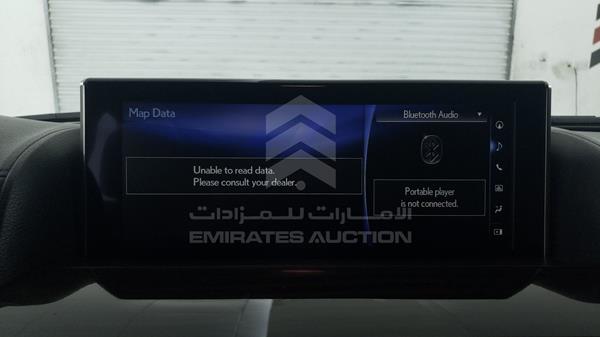 Map Data
Bluetooth Audio
Unable to read data.
Please consult your dealer.
Portable player
is not connected.
الامارات للمزادات
EMIRATES AUCTION